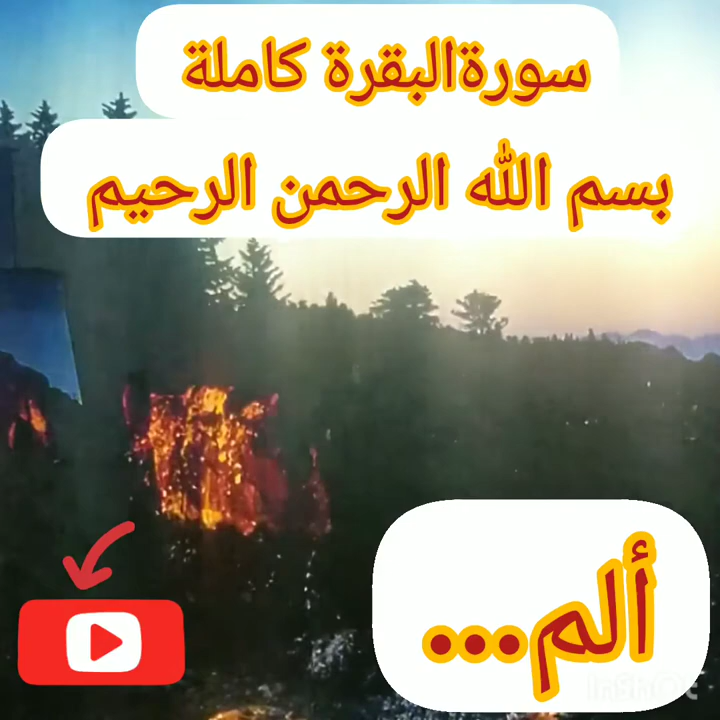 سورةالبقرة كاملة
بسم الله الرحمن الرحيم
ألم...